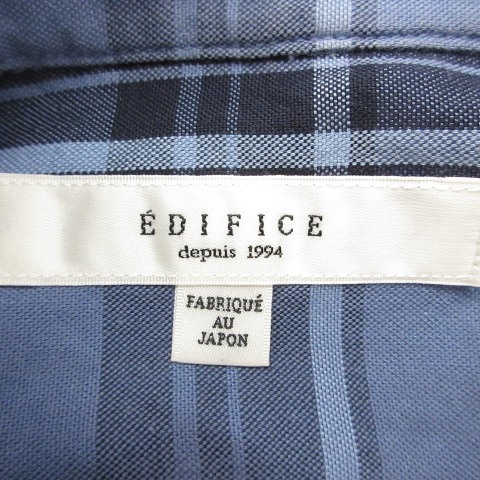 ÉDIFICE
depuis 1994
FABRIQUÉ
AU
JAPON